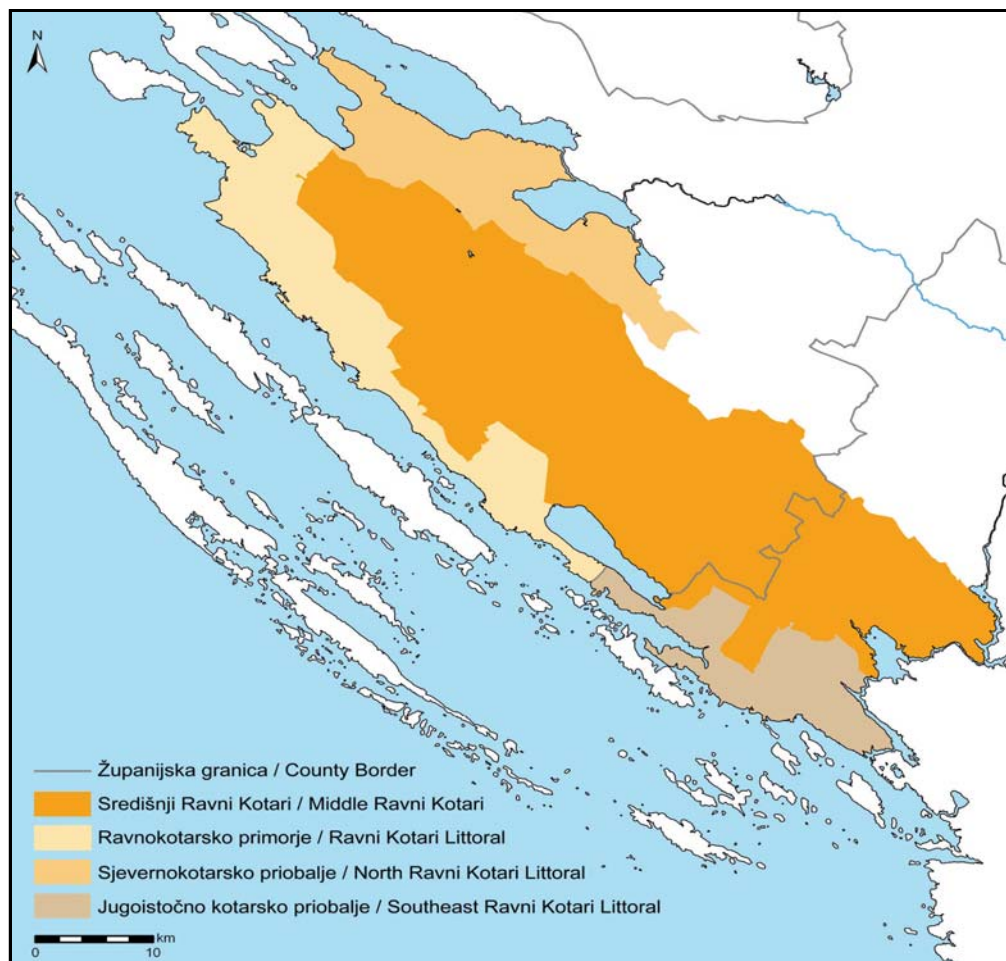 N
Županijska granica / County Border
Središnji Ravni Kotari / Middle Ravni Kotari
Ravnokotarsko primorje / Ravni Kotari Littoral
Sjevernokotarsko priobalje / North Ravni Kotari Littoral
Jugoistočno kotarsko priobalje / Southeast Ravni Kotari Littoral
km
0 10